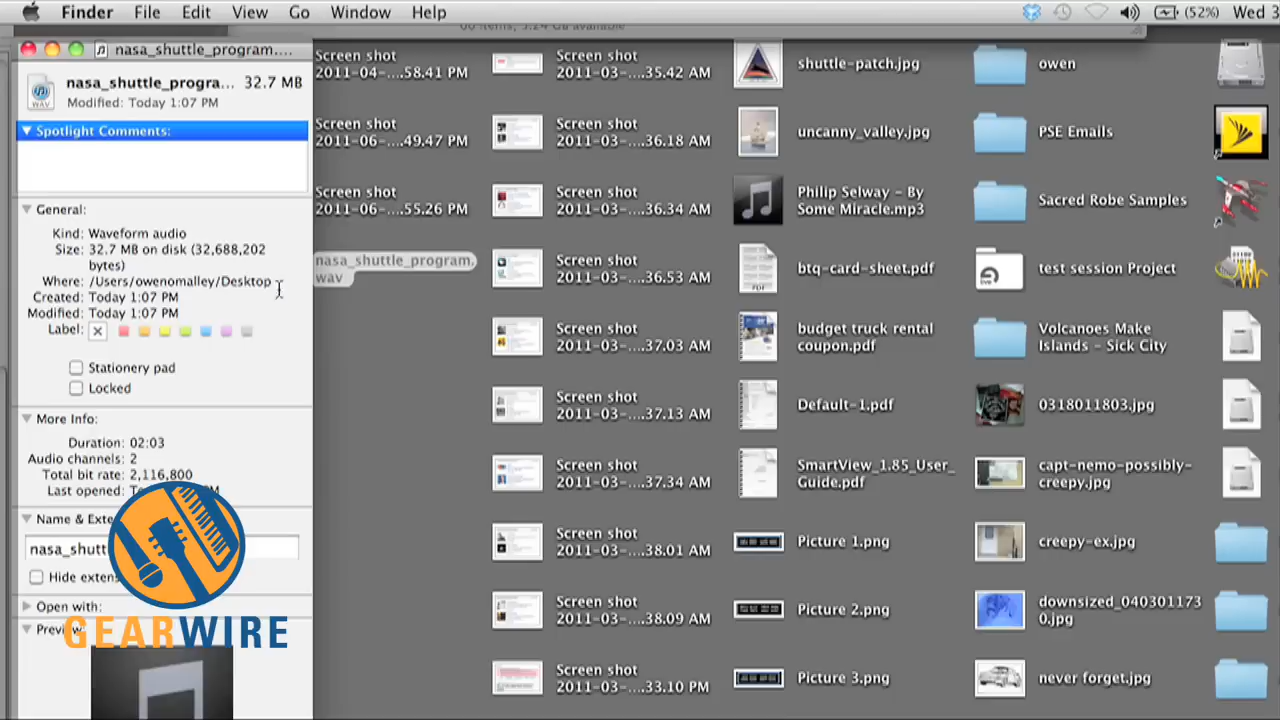 Finder File Edit View Go Window Help
(52%) Wed 3
nasa_shuttle_program....
nasa_shuttle_progra... 32.7 MB
Modified: Today 1:07 PM
WAV
Spotlight Comments:
General:
Kind: Waveform audio
Size: 32.7 MB on disk (32,688,202
bytes)
Where: /Users/owenomalley/Desktop
Created: Today 1:07 PM
Modified: Today 1:07 PM
Label:
Stationery pad
Locked
More Info:
Duration: 02:03
Audio channels: 2
Total bit rate: 2,116,800
Last opened:
Name &
nasa_shutt
Hide
Open with:
GEARWIRE
Screen shot
2011-04-....58.41 PM
Screen shot
2011-06-....49.47 PM
Screen shot
2011-06-....55.26 PM
nasa_shuttle_program.
wav
Screen shot
2011-03-...35.42 AM
Screen shot
2011-03-...36.18 AM
Screen shot
2011-03-...36.34 AM
Screen shot
2011-03-...36.53 AM
Screen shot
2011-03-...37.03 AM
Screen shot
2011-03-...37.13 AM
Screen shot
2011-03-...37.34 AM
Screen shot
2011-03-...38.01 AM
Screen shot
2011-03-...38.09 AM
Screen shot
2011-03-...33.10 PM
shuttle-patch.jpg
uncanny_valley.jpg
Philip Selway - By
Some Miracle.mp3
btq-card-sheet.pdf
PDF
budget truck rental
coupon.pdf
Default-1.pdf
SmartView_1.85_User_
Guide.pdf
Picture 1.png
Picture 2.png
Picture 3.png
owen
PSE Emails
Sacred Robe Samples
test session Project
live
Volcanoes Make
Islands - Sick City
0318011803.jpg
capt-nemo-possibly-
creepy.jpg
creepy-ex.jpg
downsized_040301173
0.jpg
never forget.jpg